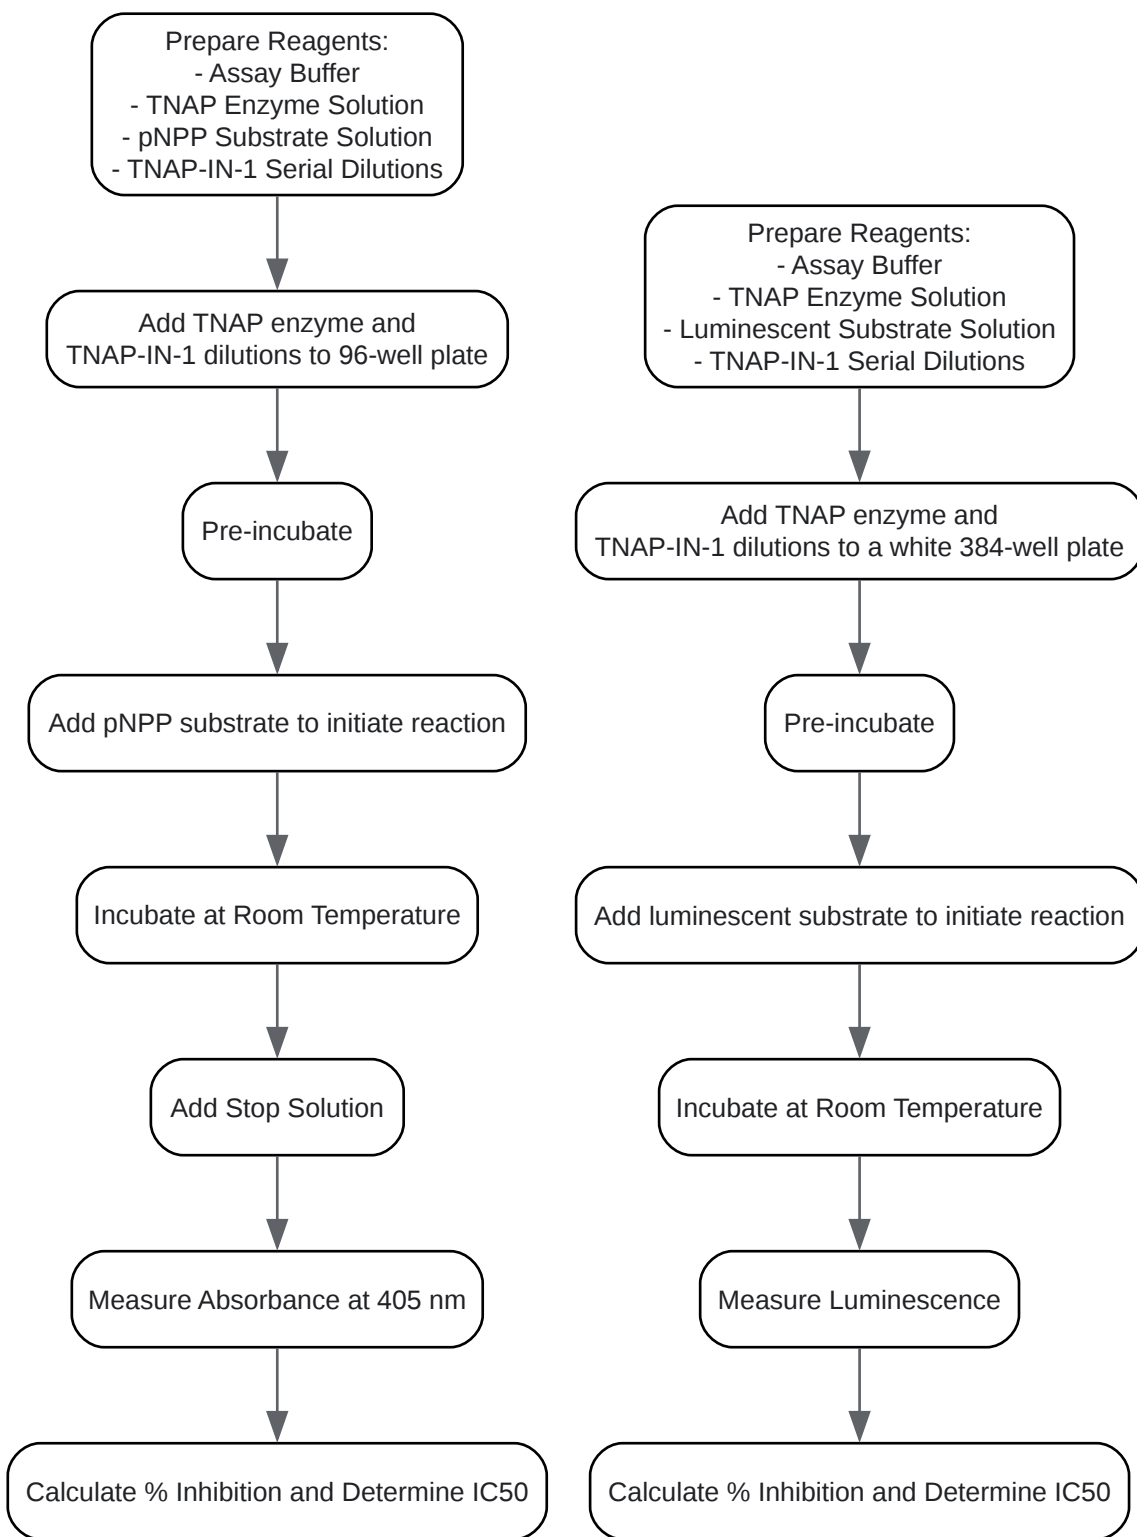 Prepare Reagents:
- Assay Buffer
- TNAP Enzyme Solution
- pNPP Substrate Solution
- TNAP-IN-1 Serial Dilutions
Add TNAP enzyme and
TNAP-IN-1 dilutions to 96-well plate
Pre-incubate
Add pNPP substrate to initiate reaction
Incubate at Room Temperature
Add Stop Solution
Measure Absorbance at 405 nm
Calculate % Inhibition and Determine IC50
Prepare Reagents:
- Assay Buffer
- TNAP Enzyme Solution
- Luminescent Substrate Solution
- TNAP-IN-1 Serial Dilutions
Add TNAP enzyme and
TNAP-IN-1 dilutions to a white 384-well plate
Pre-incubate
Add luminescent substrate to initiate reaction
Incubate at Room Temperature
Measure Luminescence
Calculate % Inhibition and Determine IC50